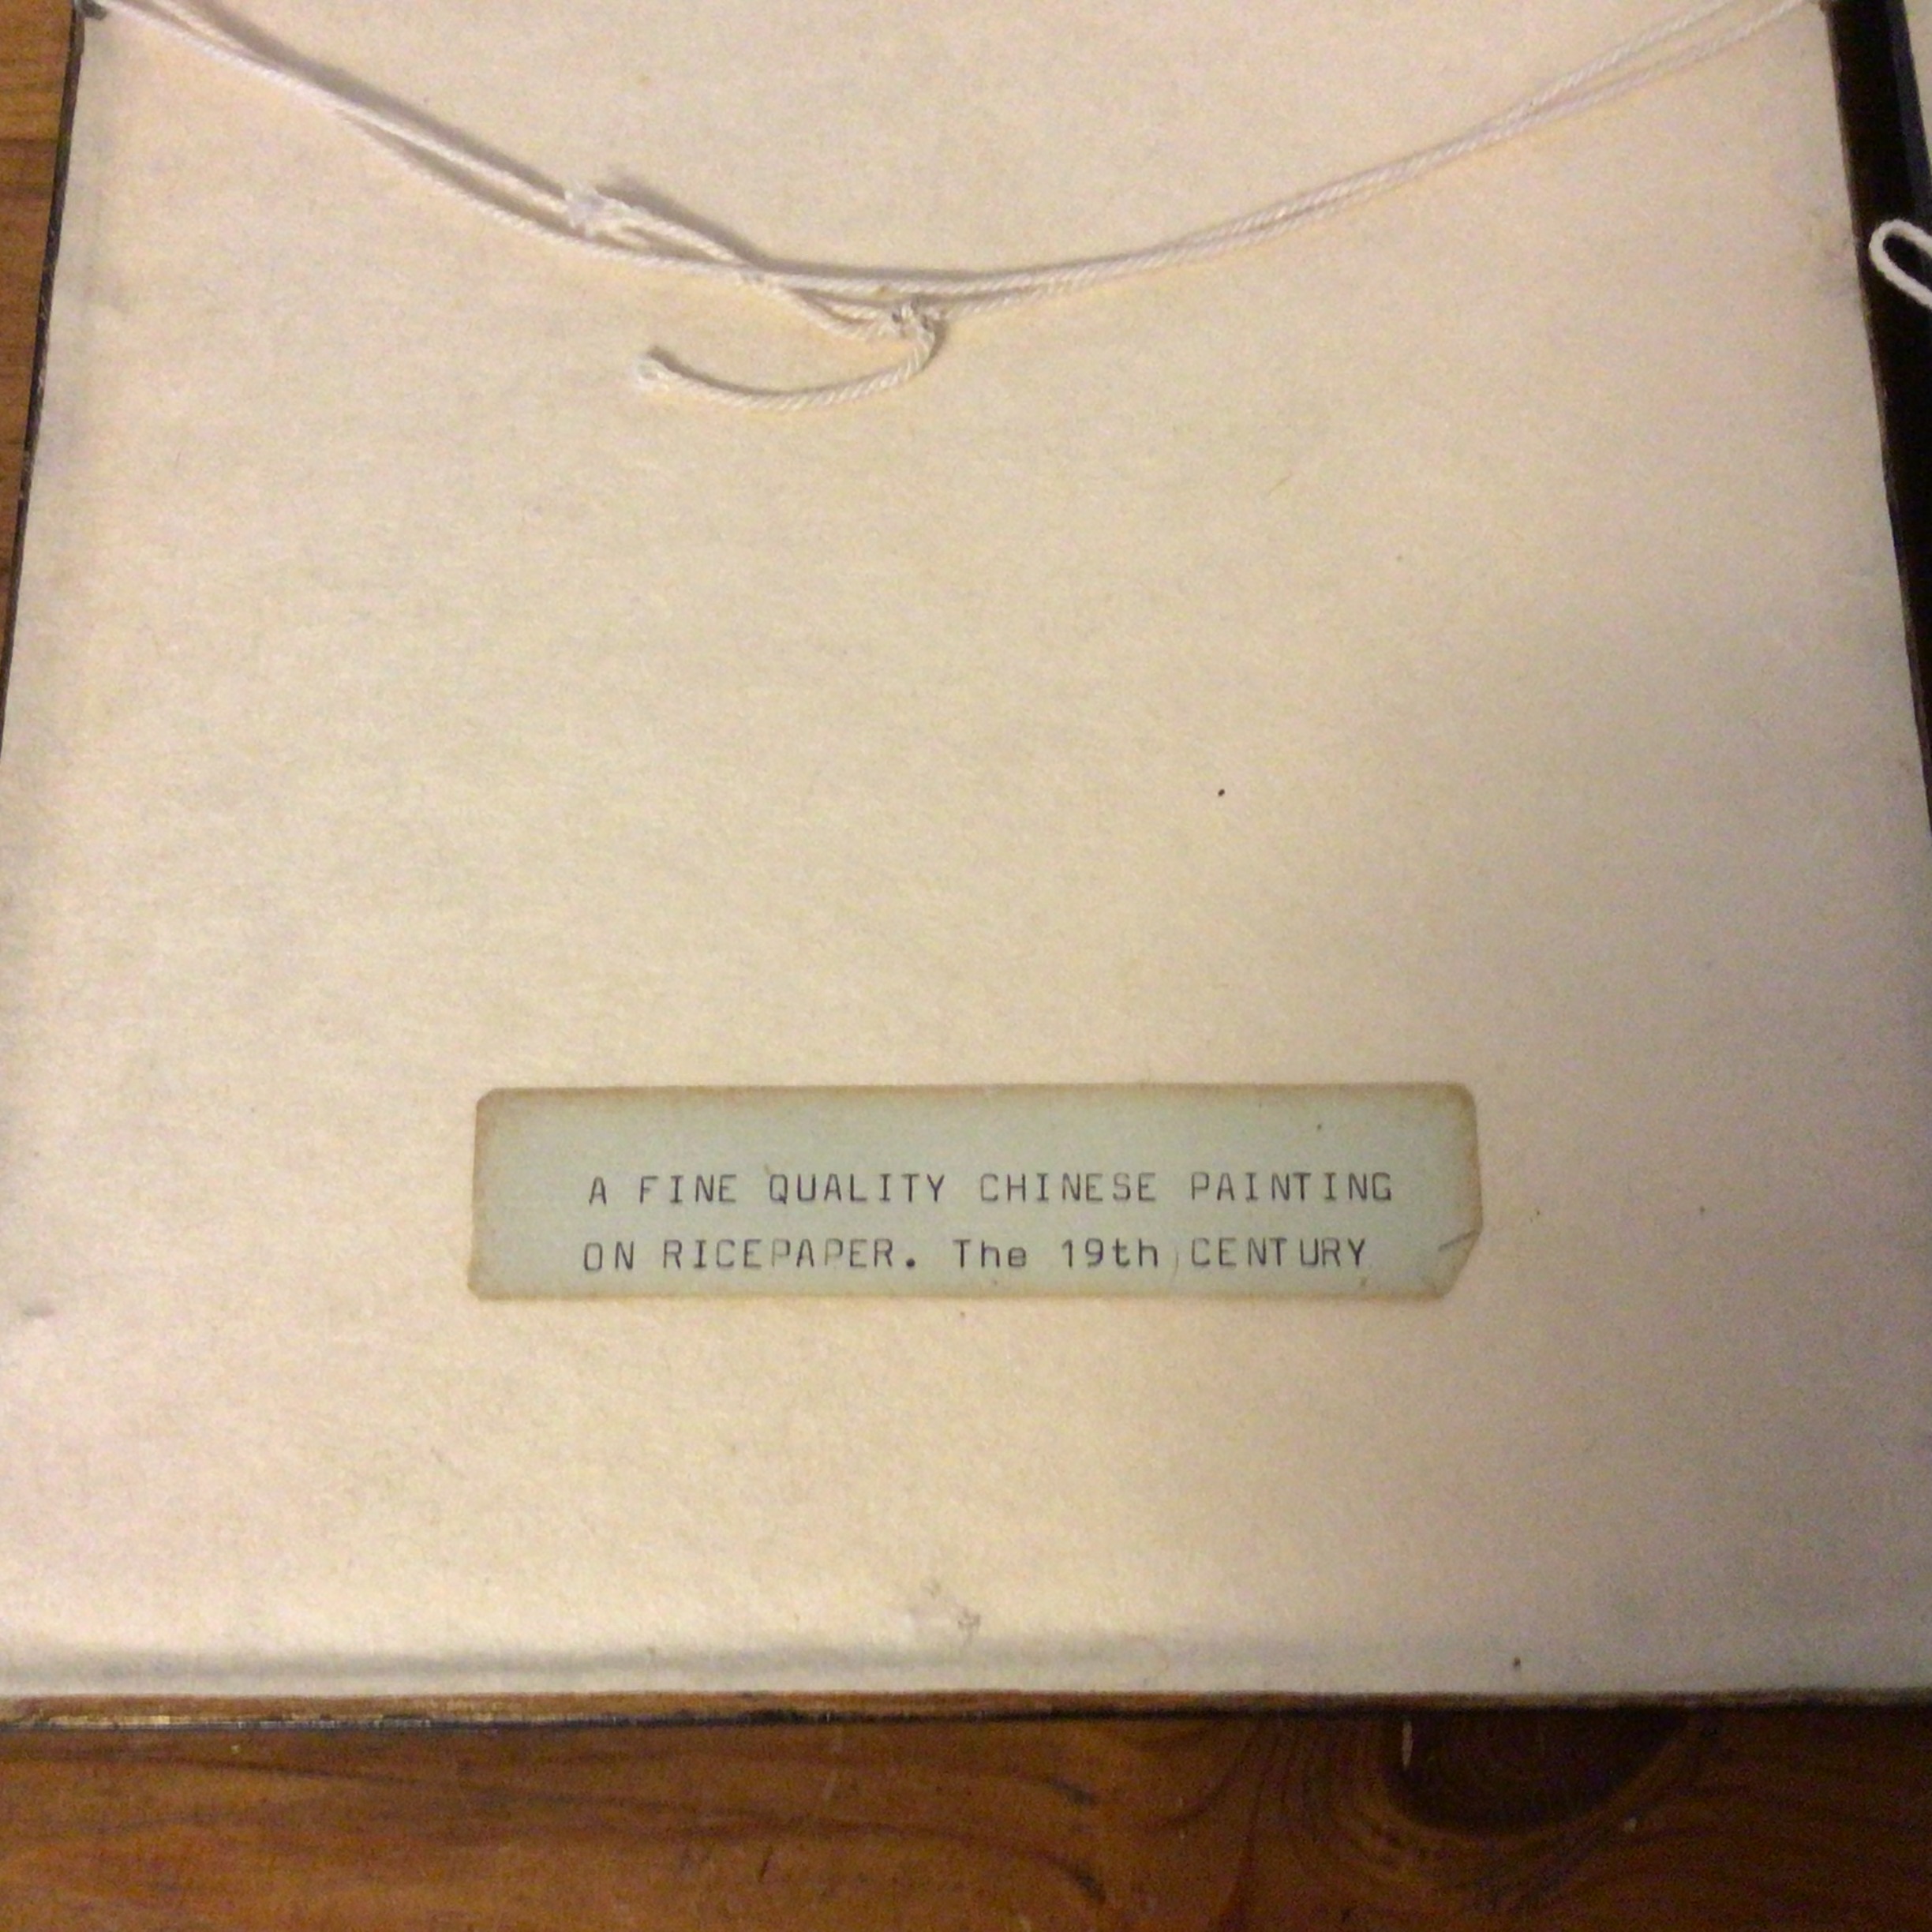 A FINE QUALITY CHINESE PAINTING
ON RICEPAPER. The 19th CENTURY